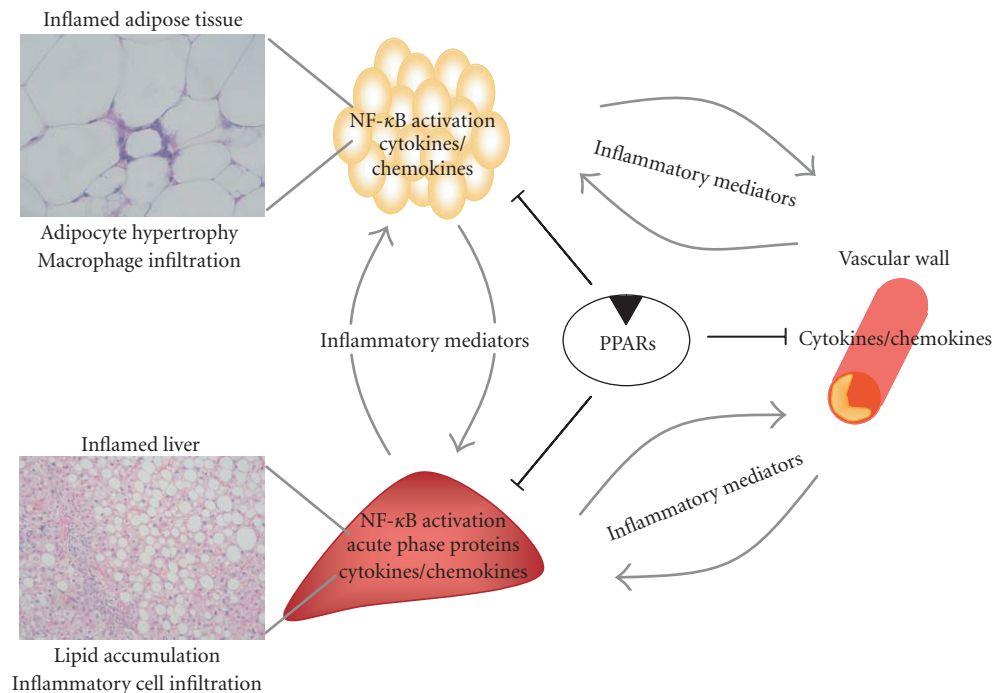 Inflamed adipose tissue
NF-κB activation
cytokines/
chemokines
Adipocyte hypertrophy
Macrophage infiltration
Inflammatory mediators
Vascular wall
Inflammatory mediators
PPARs
Cytokines/chemokines
Inflamed liver
NF-κB activation
acute phase proteins
cytokines/chemokines
Inflammatory mediators
Lipid accumulation
Inflammatory cell infiltration